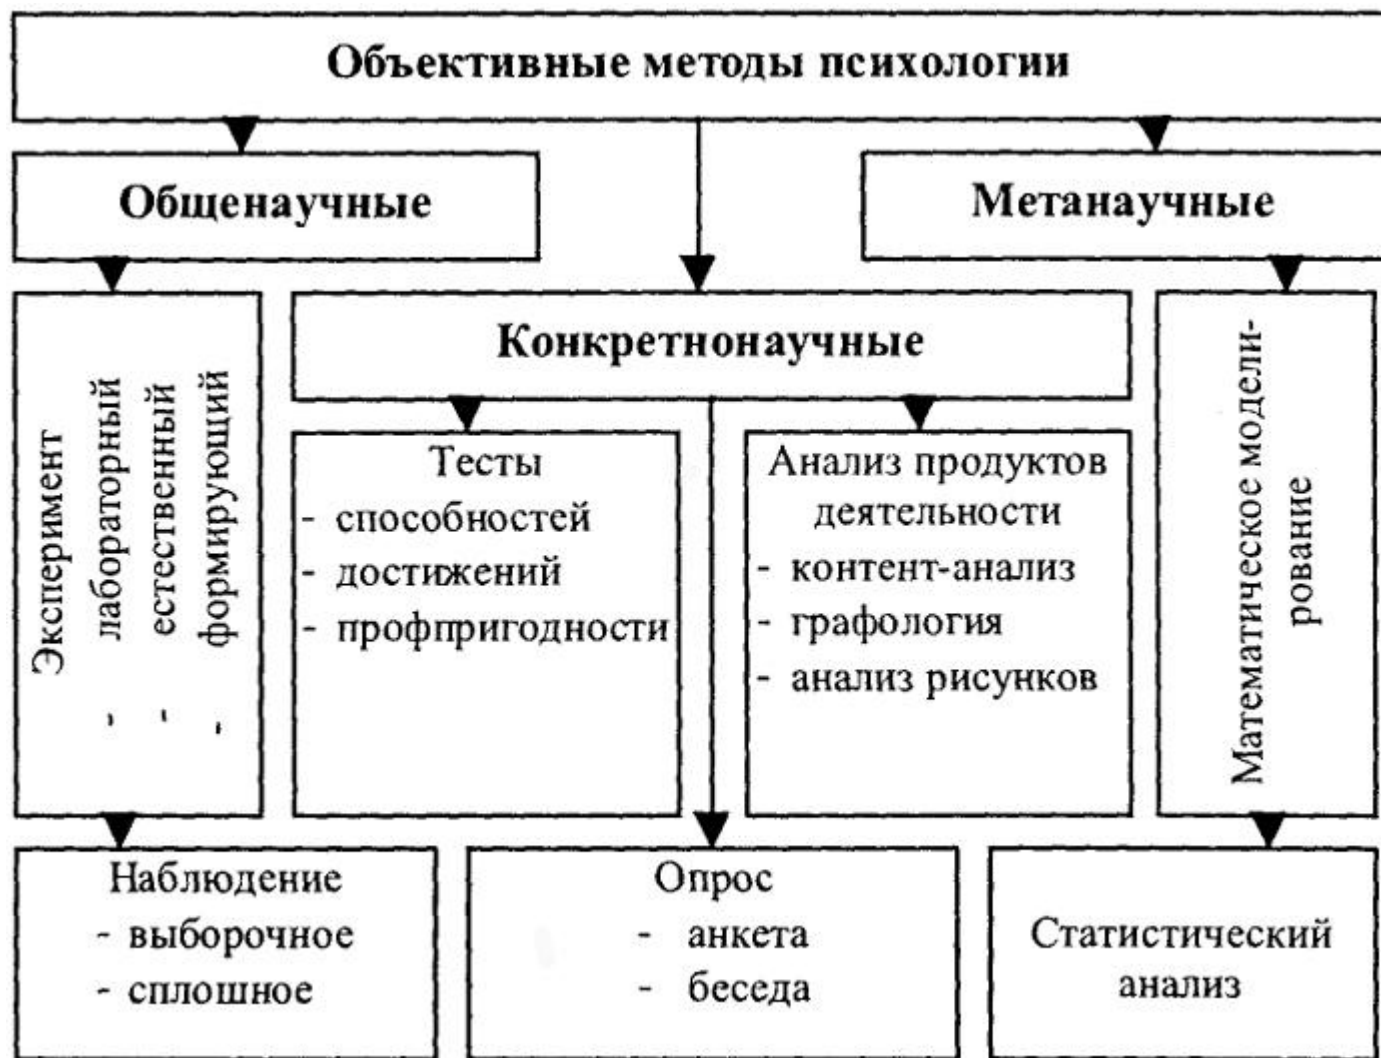 Объективные методы психологии
Общенаучные
Метанаучные
Эксперимент
- лабораторный
- естественный
- формирующий
Конкретнонаучные
Тесты
- способностей
- достижений
- профпригодности
Анализ продуктов
деятельности
- контент-анализ
- графология
- анализ рисунков
Математическое модели-
рование
Наблюдение
- выборочное
- сплошное
Опрос
- анкета
- беседа
Статистический
анализ